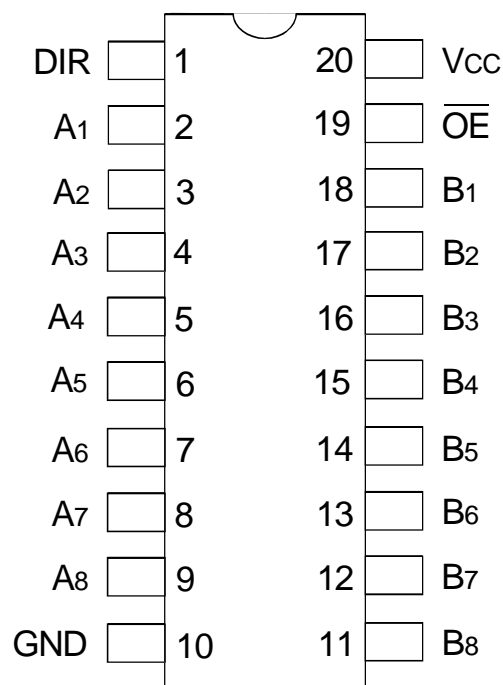 DIR 1 20 VCC
A1 2 19 O̅E̅
A2 3 18 B1
A3 4 17 B2
A4 5 16 B3
A5 6 15 B4
A6 7 14 B5
A7 8 13 B6
A8 9 12 B7
GND 10 11 B8